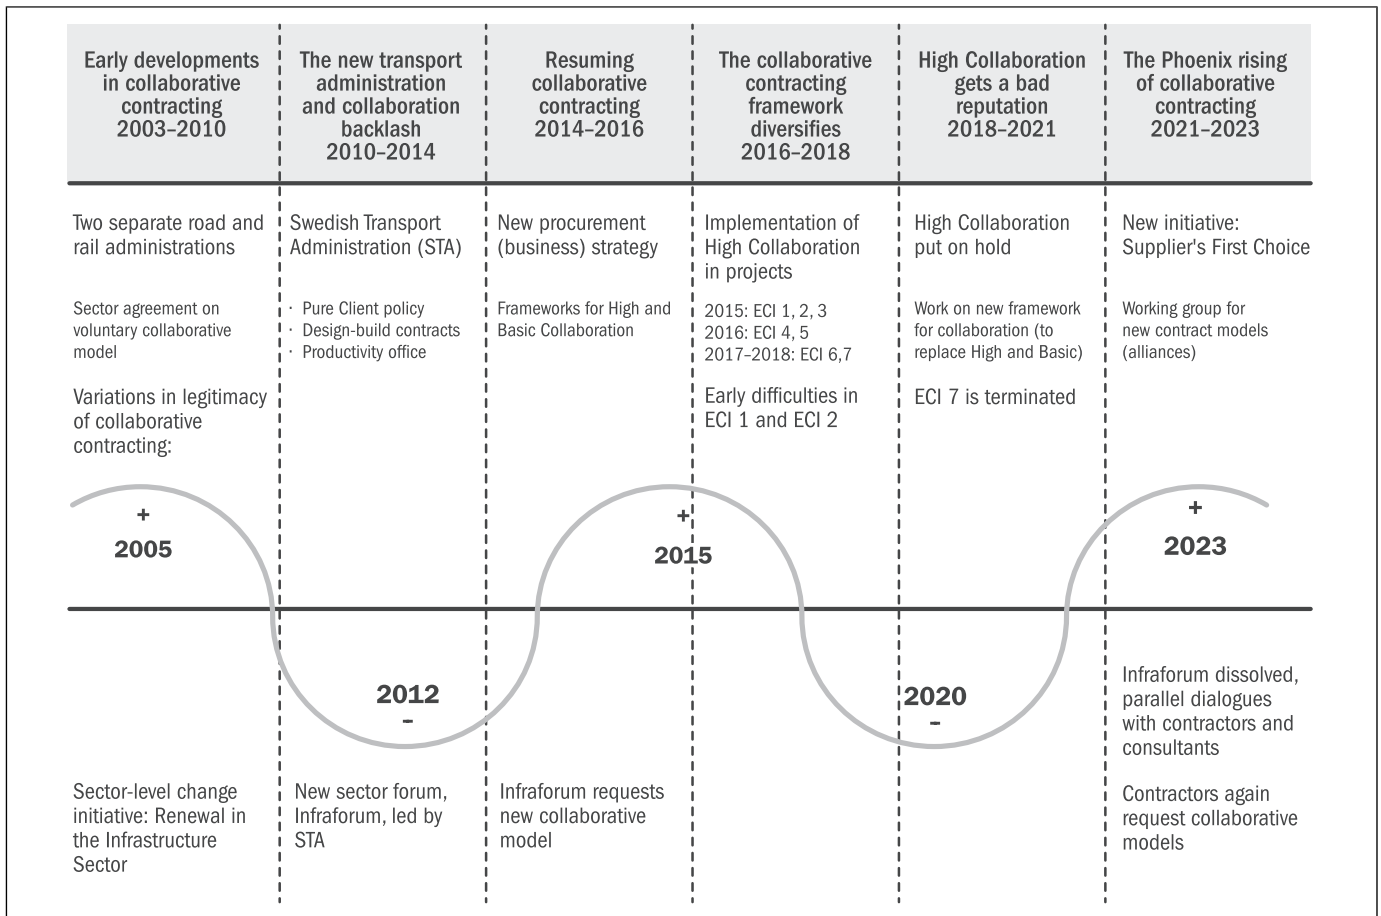 Early developments
in collaborative
contracting
2003–2010
The new transport
administration
and collaboration
backlash
2010–2014
Resuming
collaborative
contracting
2014–2016
The collaborative
contracting
framework
diversifies
2016–2018
High Collaboration
gets a bad
reputation
2018–2021
The Phoenix rising
of collaborative
contracting
2021–2023
Two separate road and
rail administrations
Sector agreement on
voluntary collaborative
model
Variations in legitimacy
of collaborative
contracting:
Swedish Transport
Administration (STA)
· Pure Client policy
· Design-build contracts
· Productivity office
New procurement
(business) strategy
Frameworks for High and
Basic Collaboration
Implementation of
High Collaboration
in projects
2015: ECI 1, 2, 3
2016: ECI 4, 5
2017–2018: ECI 6,7
Early difficulties in
ECI 1 and ECI 2
High Collaboration
put on hold
Work on new framework
for collaboration (to
replace High and Basic)
ECI 7 is terminated
New initiative:
Supplier's First Choice
Working group for
new contract models
(alliances)
+
2005
2012
–
+
2015
2020
–
+
2023
Sector-level change
initiative: Renewal in
the Infrastructure
Sector
New sector forum,
Infraforum, led by
STA
Infraforum requests
new collaborative
model
Infraforum dissolved,
parallel dialogues
with contractors and
consultants
Contractors again
request collaborative
models